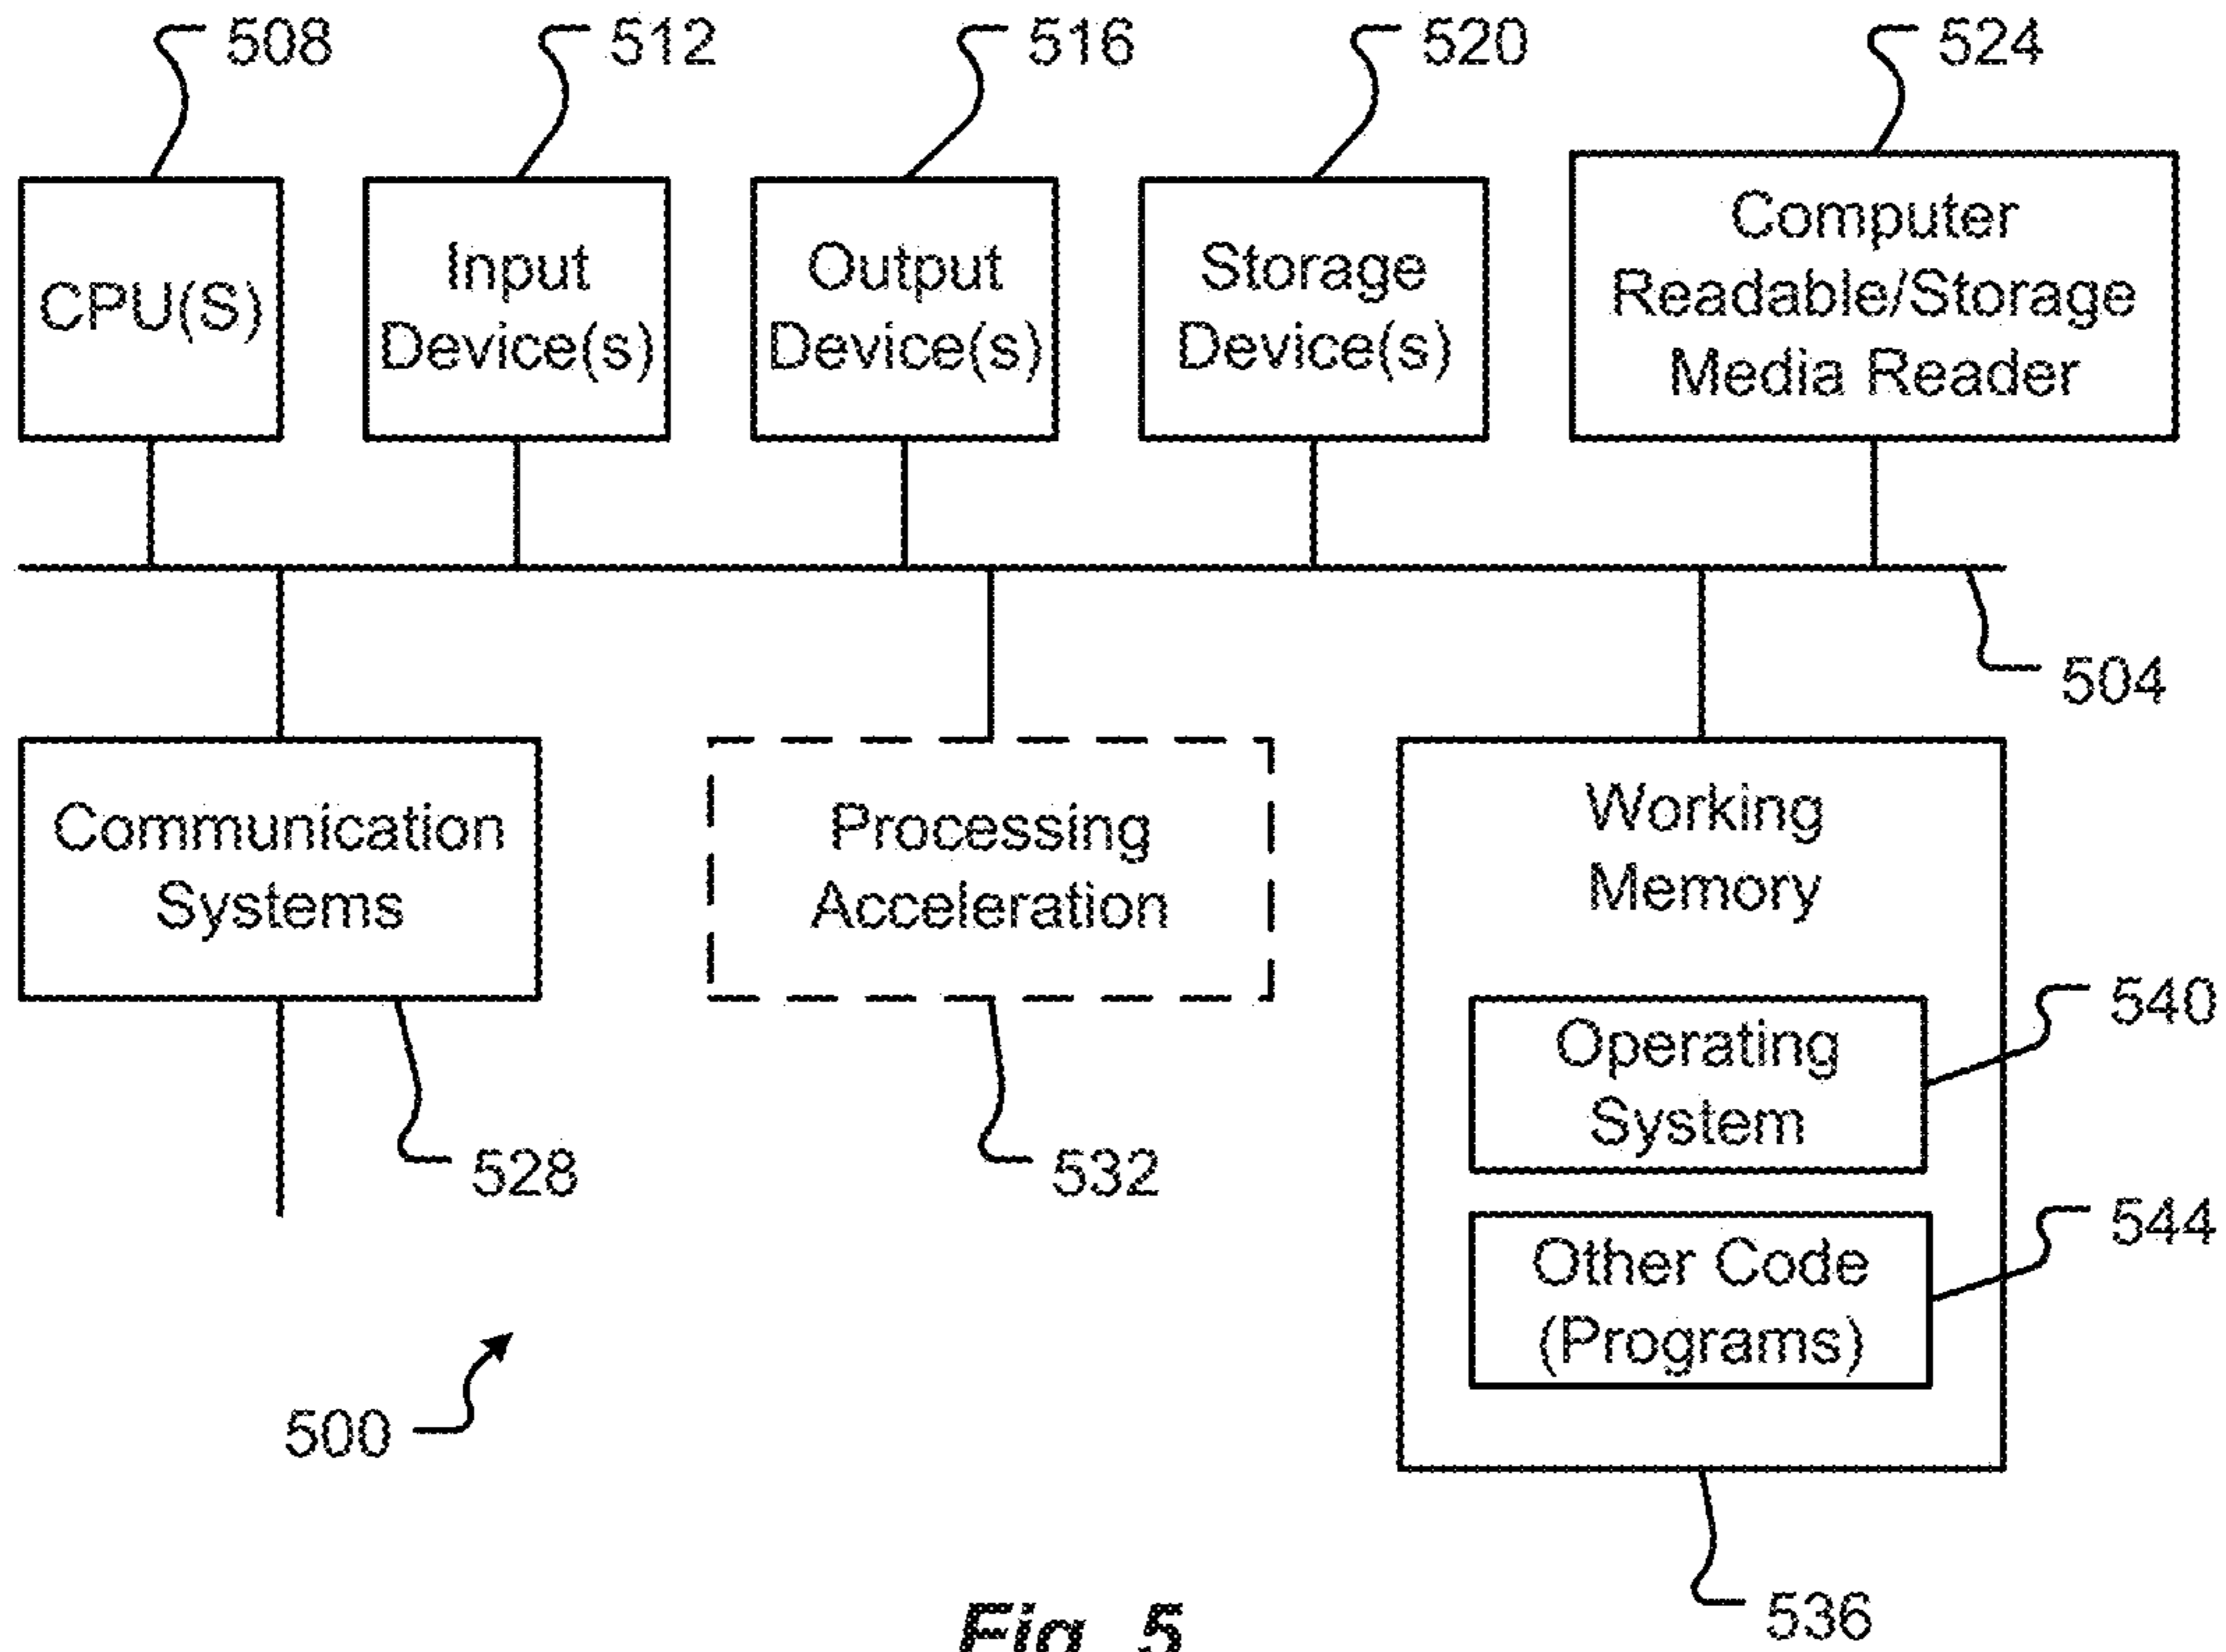 508
512
516
520
524
CPU(S)
Input
Device(s)
Output
Device(s)
Storage
Device(s)
Computer
Readable/Storage
Media Reader
504
Communication
Systems
Processing
Acceleration
Working
Memory
Operating
System
540
Other Code
(Programs)
544
528
532
500
536
Fig. 5